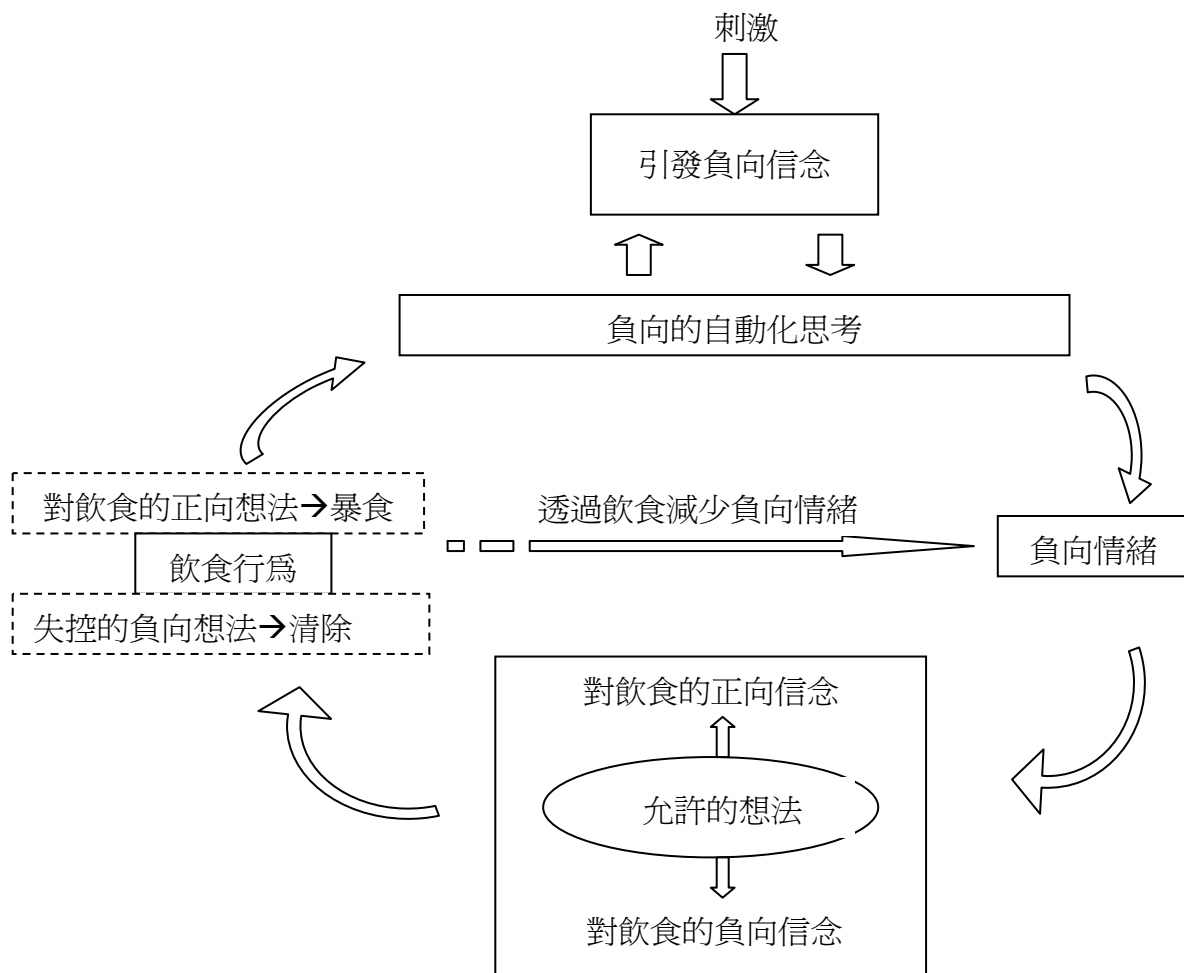 刺激
引發負向信念
負向的自動化思考
對飲食的正向想法→暴食
透過飲食減少負向情緒
飲食行為
負向情緒
失控的負向想法→清除
對飲食的正向信念
允許的想法
對飲食的負向信念